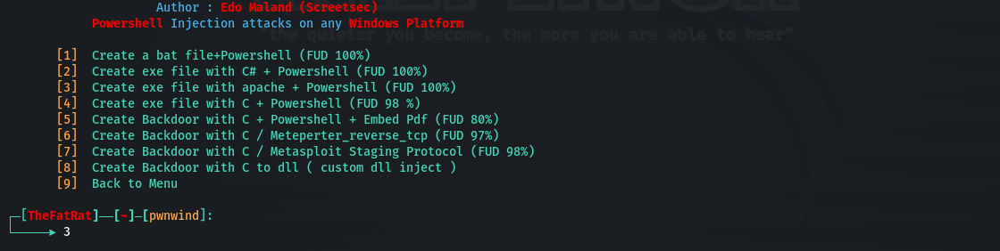 Author : Edo Maland (Screetsec)
Powershell Injection attacks on any Windows Platform
"the quieter you become, the more you are able to hear"
[1] Create a bat file+Powershell (FUD 100%)
[2] Create exe file with C# + Powershell (FUD 100%)
[3] Create exe file with apache + Powershell (FUD 100%)
[4] Create exe file with C + Powershell (FUD 98 %)
[5] Create Backdoor with C + Powershell + Embed Pdf (FUD 80%)
[6] Create Backdoor with C / Meteperter_reverse_tcp (FUD 97%)
[7] Create Backdoor with C / Metasploit Staging Protocol (FUD 98%)
[8] Create Backdoor with C to dll ( custom dll inject )
[9] Back to Menu
┌─[TheFatRat]──[~]─[pwnwind]:
└─────► 3